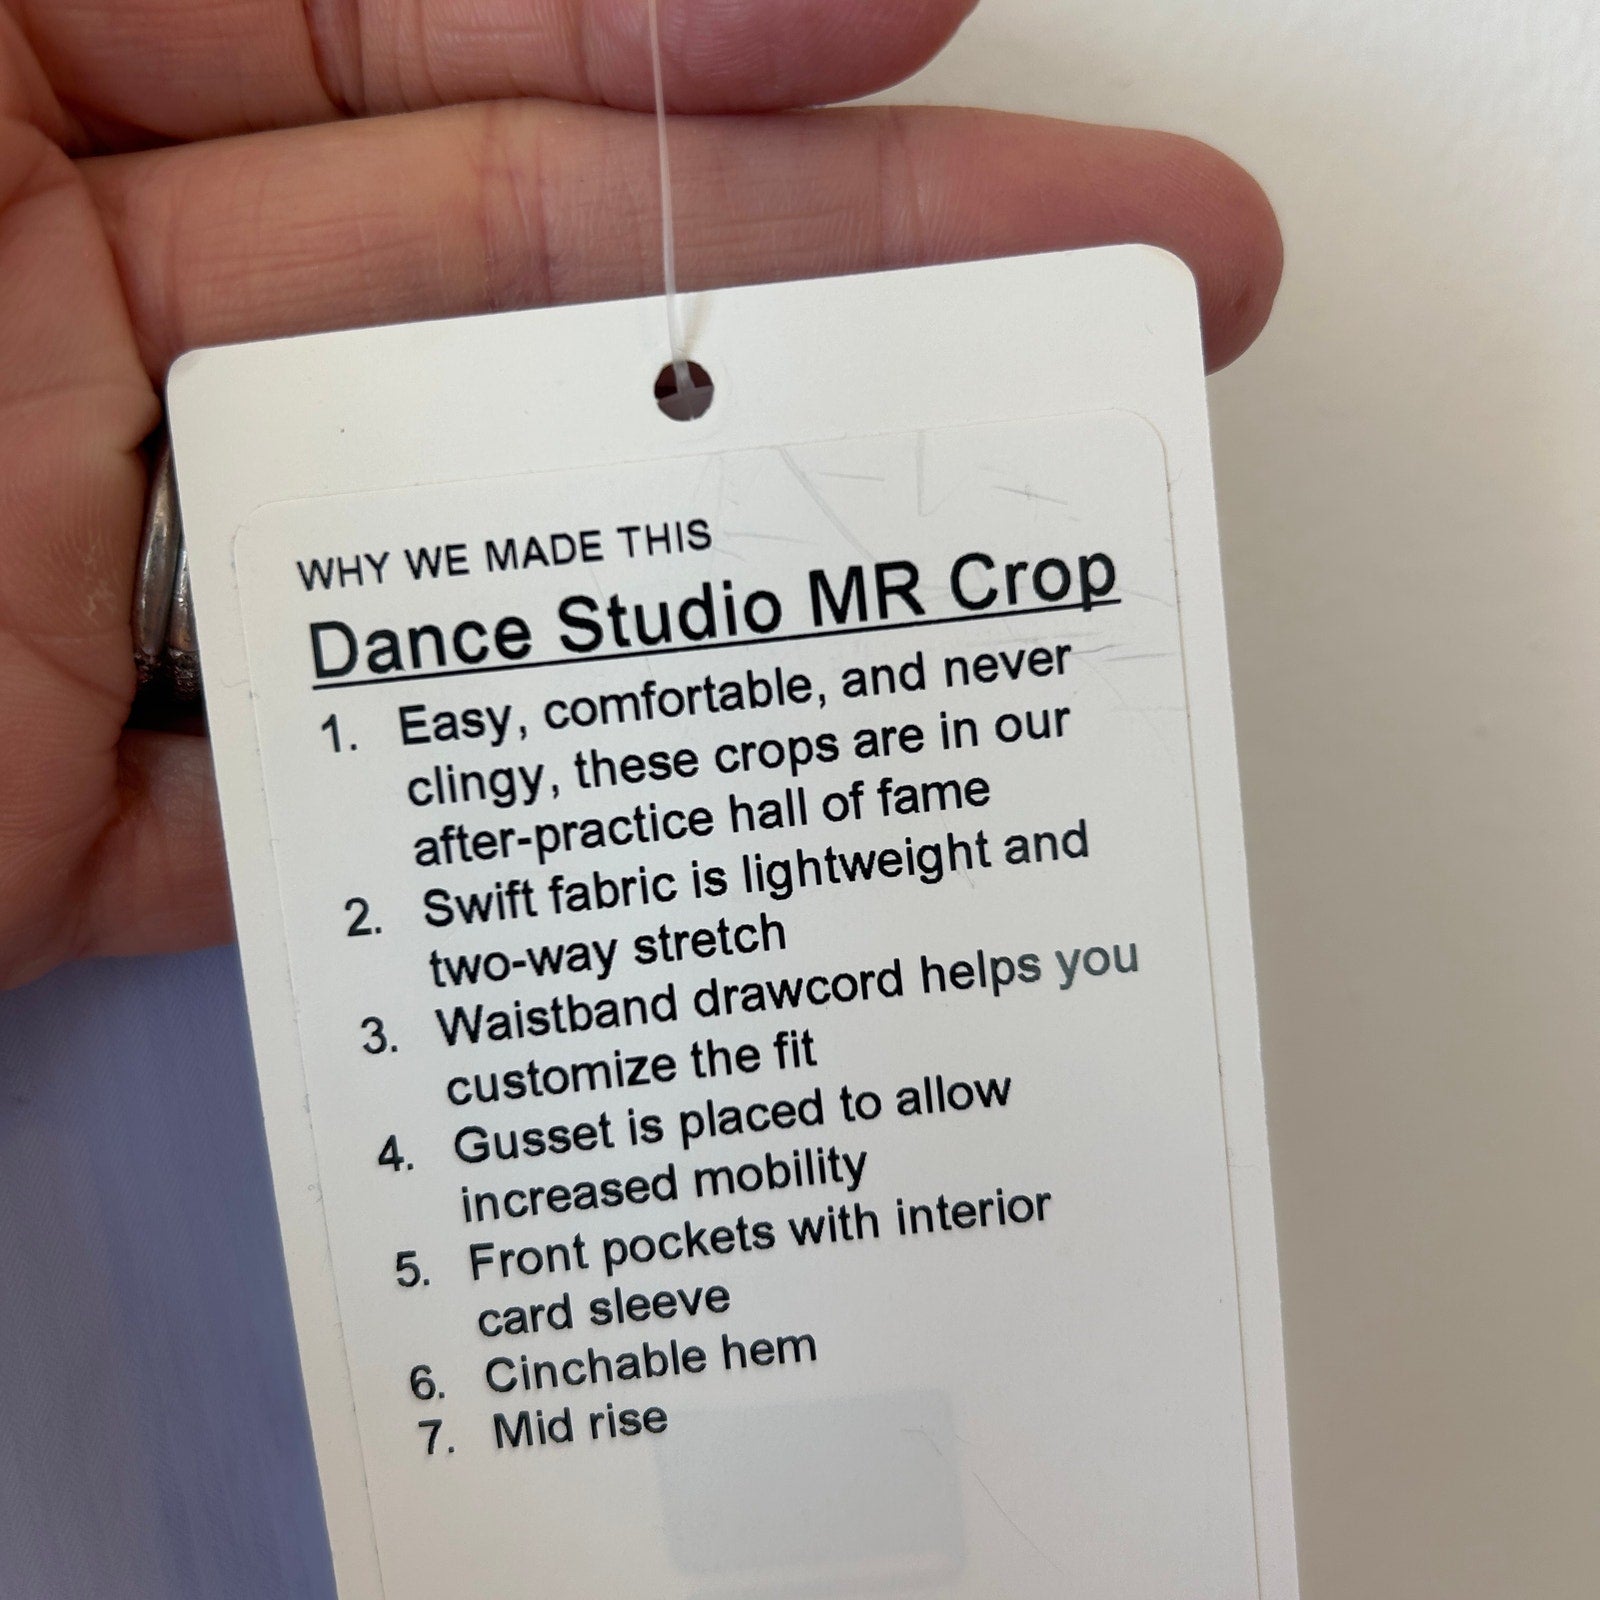 WHY WE MADE THIS
Dance Studio MR Crop
1. Easy, comfortable, and never
clingy, these crops are in our
after-practice hall of fame
2. Swift fabric is lightweight and
two-way stretch
3. Waistband drawcord helps you
customize the fit
4. Gusset is placed to allow
increased mobility
5. Front pockets with interior
card sleeve
6. Cinchable hem
7. Mid rise